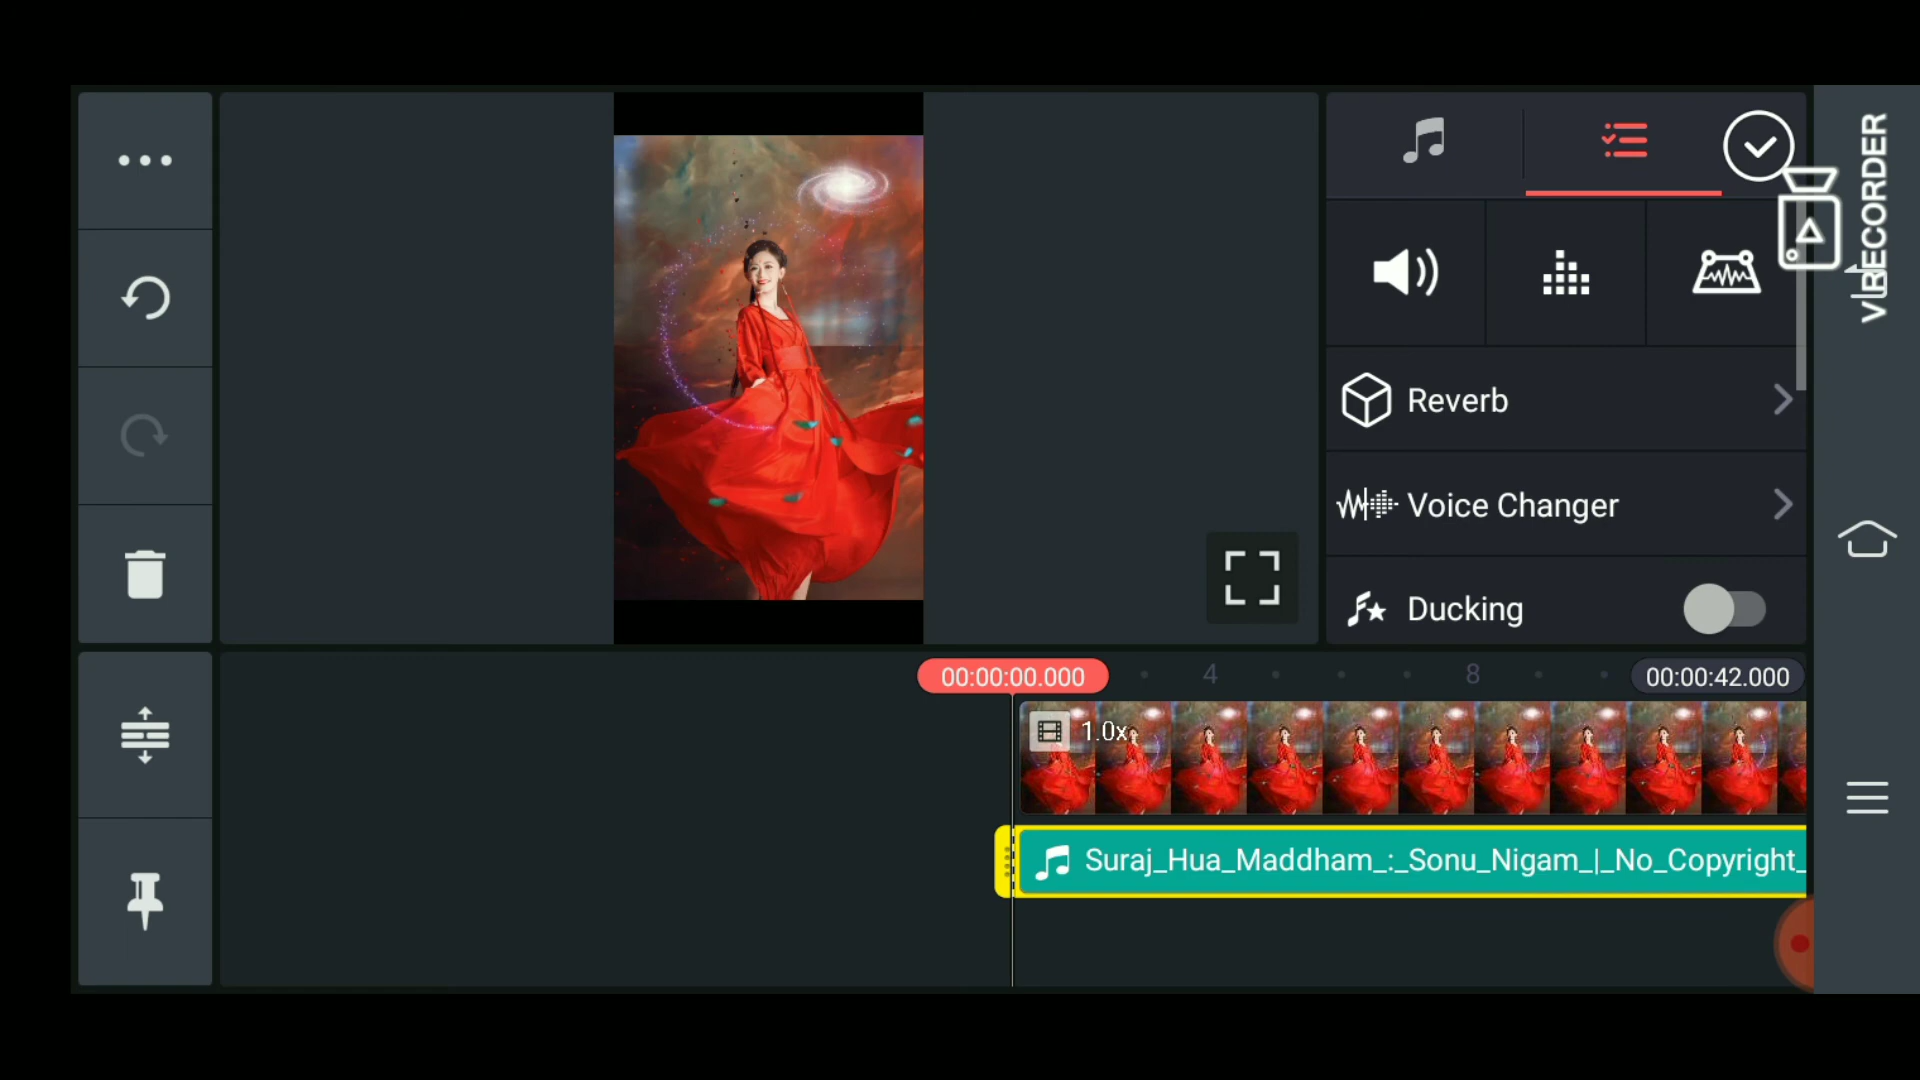 VRECORDER
Reverb
Voice Changer
Ducking
00:00:00.000
4
8
00:00:42.000
1.0x
Suraj_Hua_Maddham_:_Sonu_Nigam_|_No_Copyright_